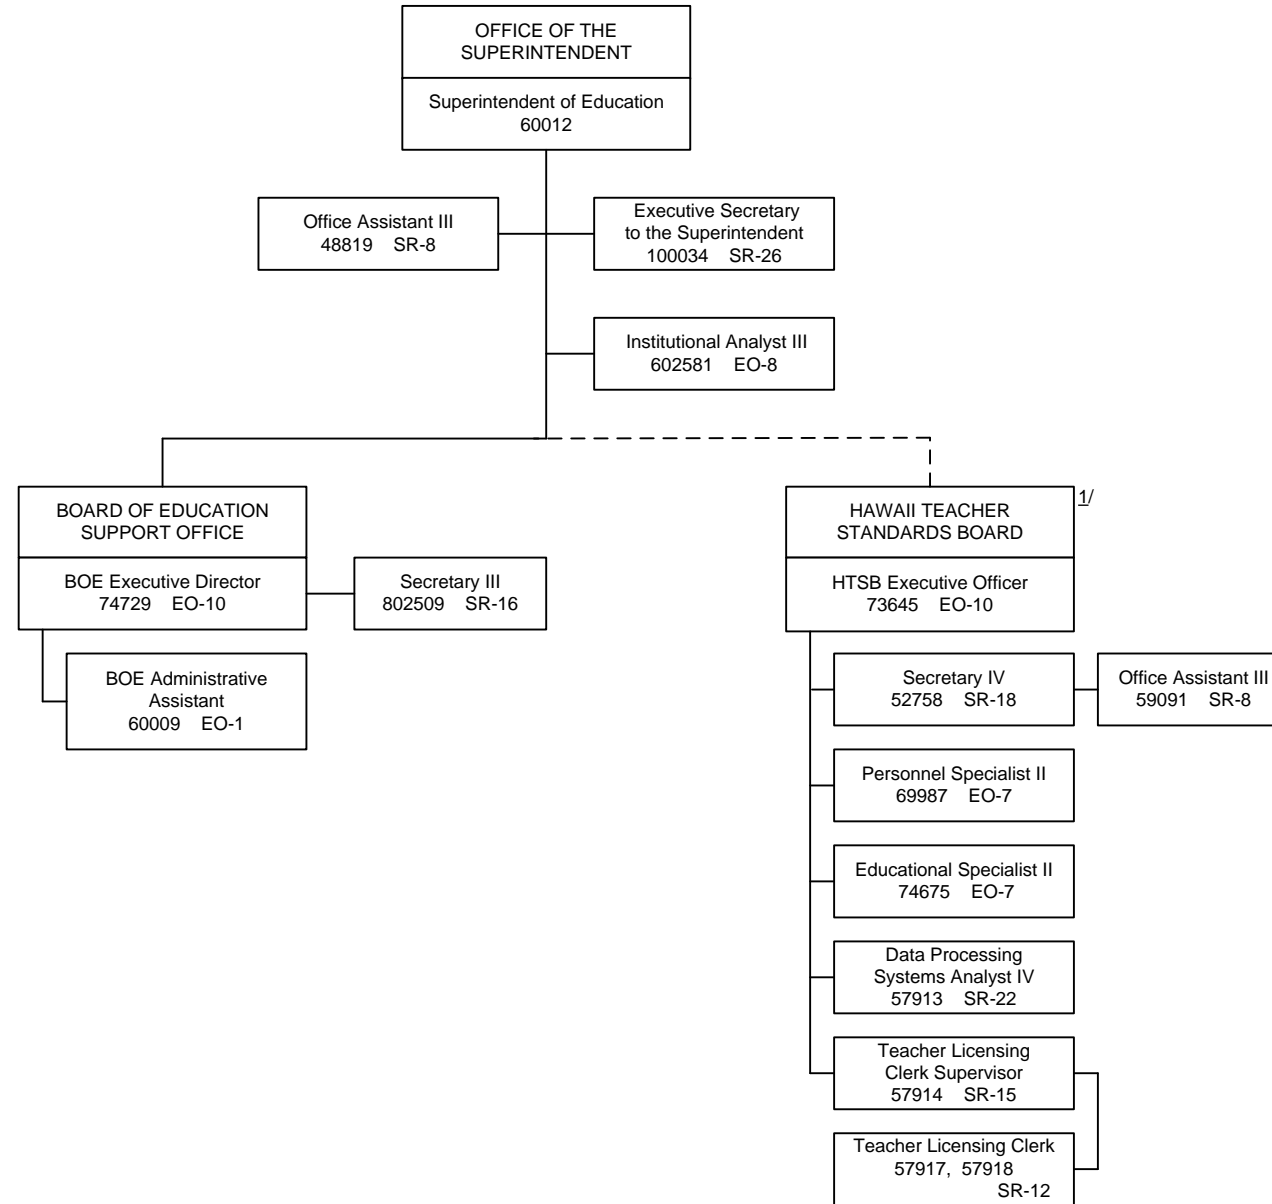 OFFICE OF THE
SUPERINTENDENT
Superintendent of Education
60012
Office Assistant III
48819 SR-8
Executive Secretary
to the Superintendent
100034 SR-26
Institutional Analyst III
602581 EO-8
BOARD OF EDUCATION
SUPPORT OFFICE
BOE Executive Director
74729 EO-10
Secretary III
802509 SR-16
BOE Administrative
Assistant
60009 EO-1
HAWAII TEACHER
STANDARDS BOARD
1/
HTSB Executive Officer
73645 EO-10
Secretary IV
52758 SR-18
Office Assistant III
59091 SR-8
Personnel Specialist II
69987 EO-7
Educational Specialist II
74675 EO-7
Data Processing
Systems Analyst IV
57913 SR-22
Teacher Licensing
Clerk Supervisor
57914 SR-15
Teacher Licensing Clerk
57917, 57918
SR-12